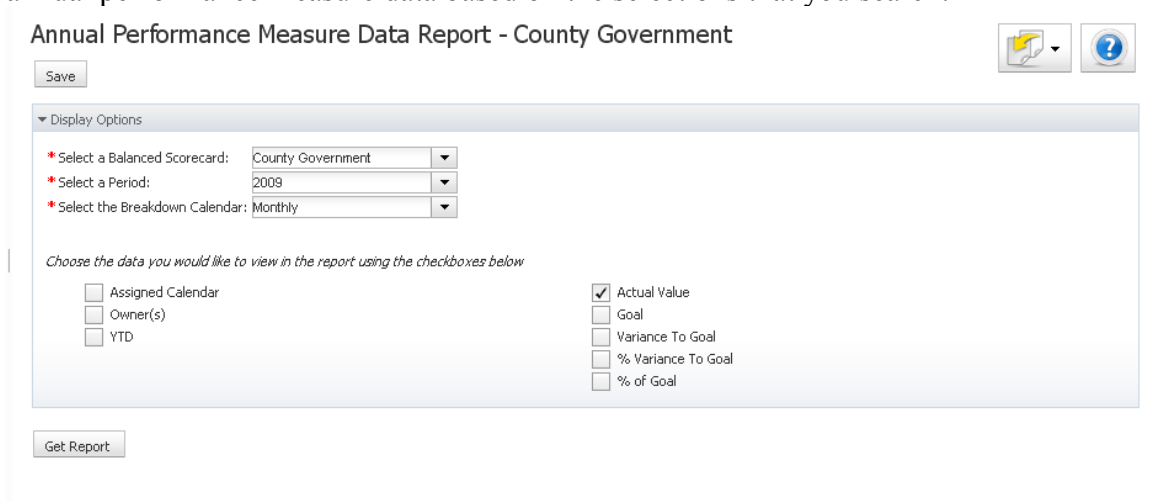 Annual Performance Measure Data Report - County Government
Save
Display Options
*Select a Balanced Scorecard: County Government
*Select a Period: 2009
*Select the Breakdown Calendar: Monthly
Choose the data you would like to view in the report using the checkboxes below
Assigned Calendar
Owner(s)
YTD
Actual Value
Goal
Variance To Goal
% Variance To Goal
% of Goal
Get Report